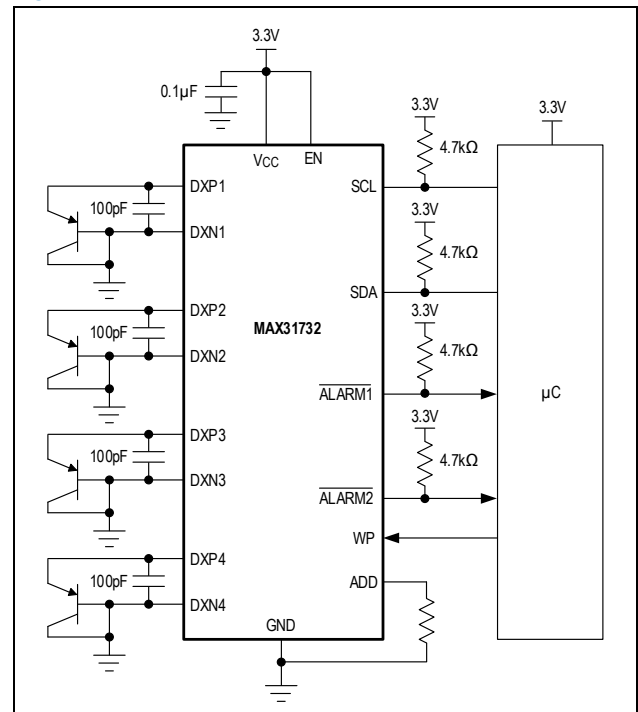 3.3V
0.1µF
3.3V
3.3V
4.7kΩ
VCC
EN
DXP1
SCL
100pF
DXN1
3.3V
4.7kΩ
SDA
DXP2
3.3V
100pF
MAX31732
DXN2
4.7kΩ
ALARM1
µC
3.3V
DXP3
100pF
4.7kΩ
DXN3
ALARM2
WP
DXP4
ADD
100pF
DXN4
GND